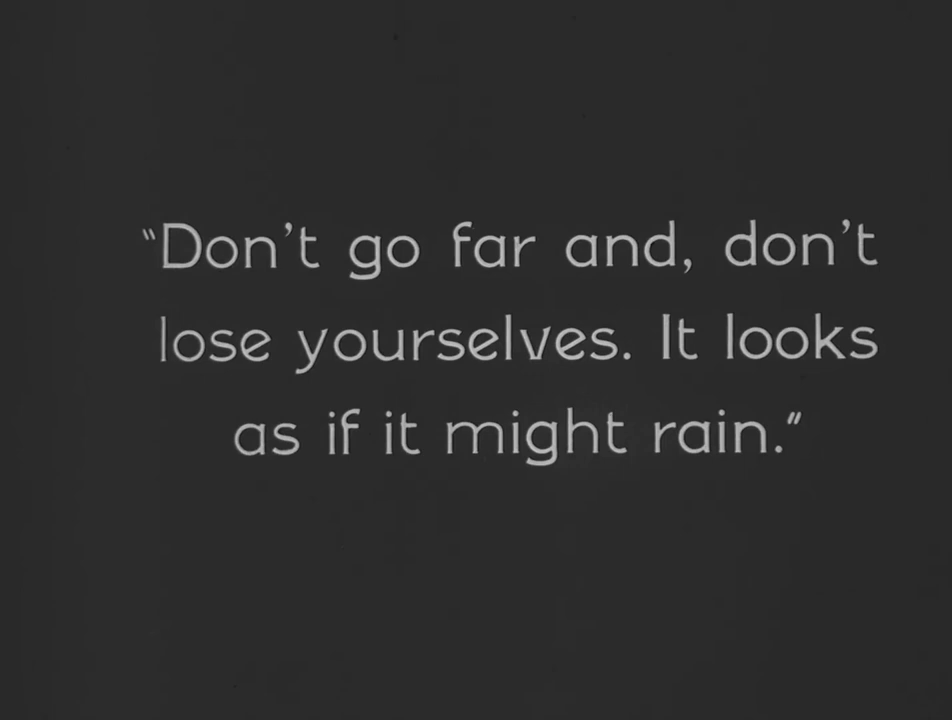 "Don't go far and, don't
lose yourselves. It looks
as if it might rain."